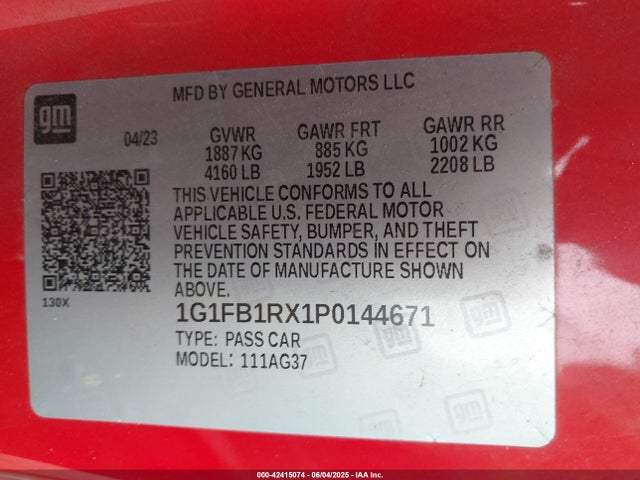 MFD BY GENERAL MOTORS LLC
gm
04/23 GVWR GAWR FRT GAWR RR
1887 KG 885 KG 1002 KG
4160 LB 1952 LB 2208 LB
THIS VEHICLE CONFORMS TO ALL
APPLICABLE U.S. FEDERAL MOTOR
VEHICLE SAFETY, BUMPER, AND THEFT
PREVENTION STANDARDS IN EFFECT ON
THE DATE OF MANUFACTURE SHOWN
ABOVE.
130X
1G1FB1RX1P0144671
TYPE: PASS CAR
MODEL: 111AG37
000-42415074 | 06/04/2025 - IAA Inc.